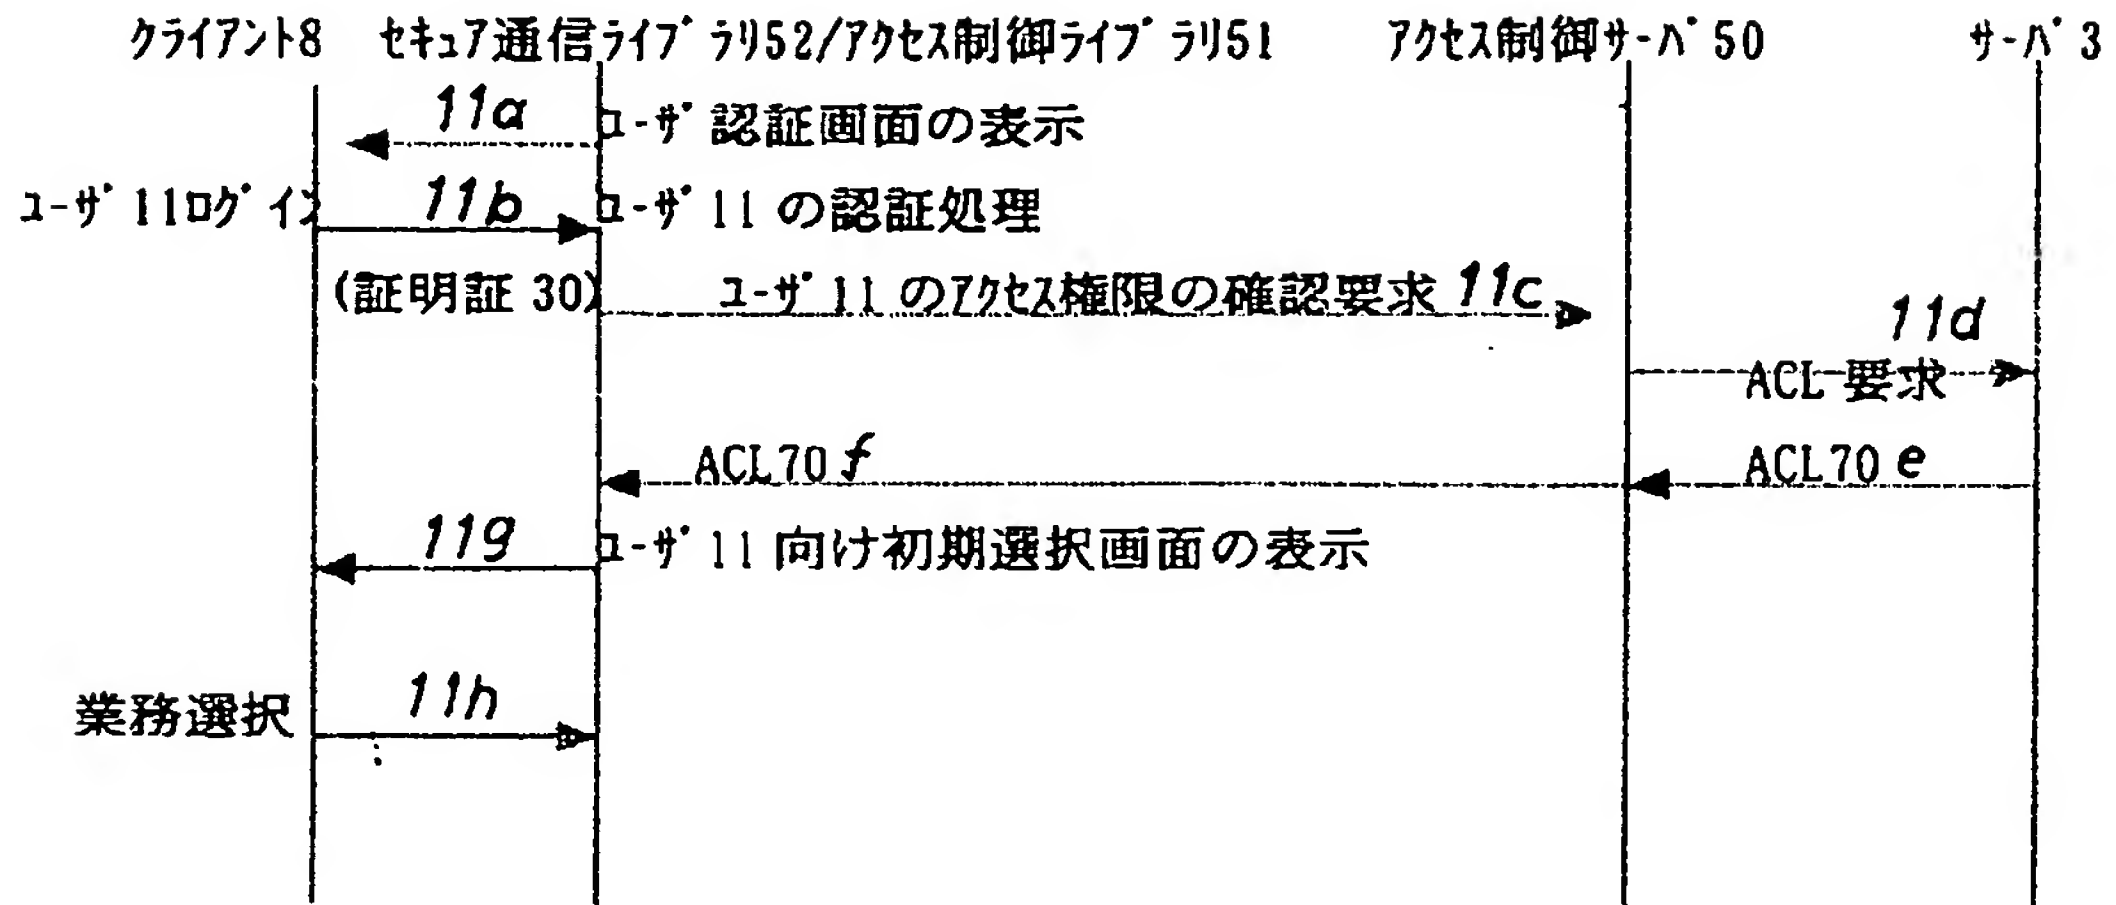 クライアント8 セキュア通信ライブラリ52/アクセス制御ライブラリ51 アクセス制御サーバ50 サーバ3
11a ユーザ認証画面の表示
ユーザ11ログイン 11b ユーザ11の認証処理
(証明証30) ユーザ11のアクセス権限の確認要求 11c
11d
ACL要求
ACL70 f ACL70 e
11g ユーザ11向け初期選択画面の表示
業務選択 11h